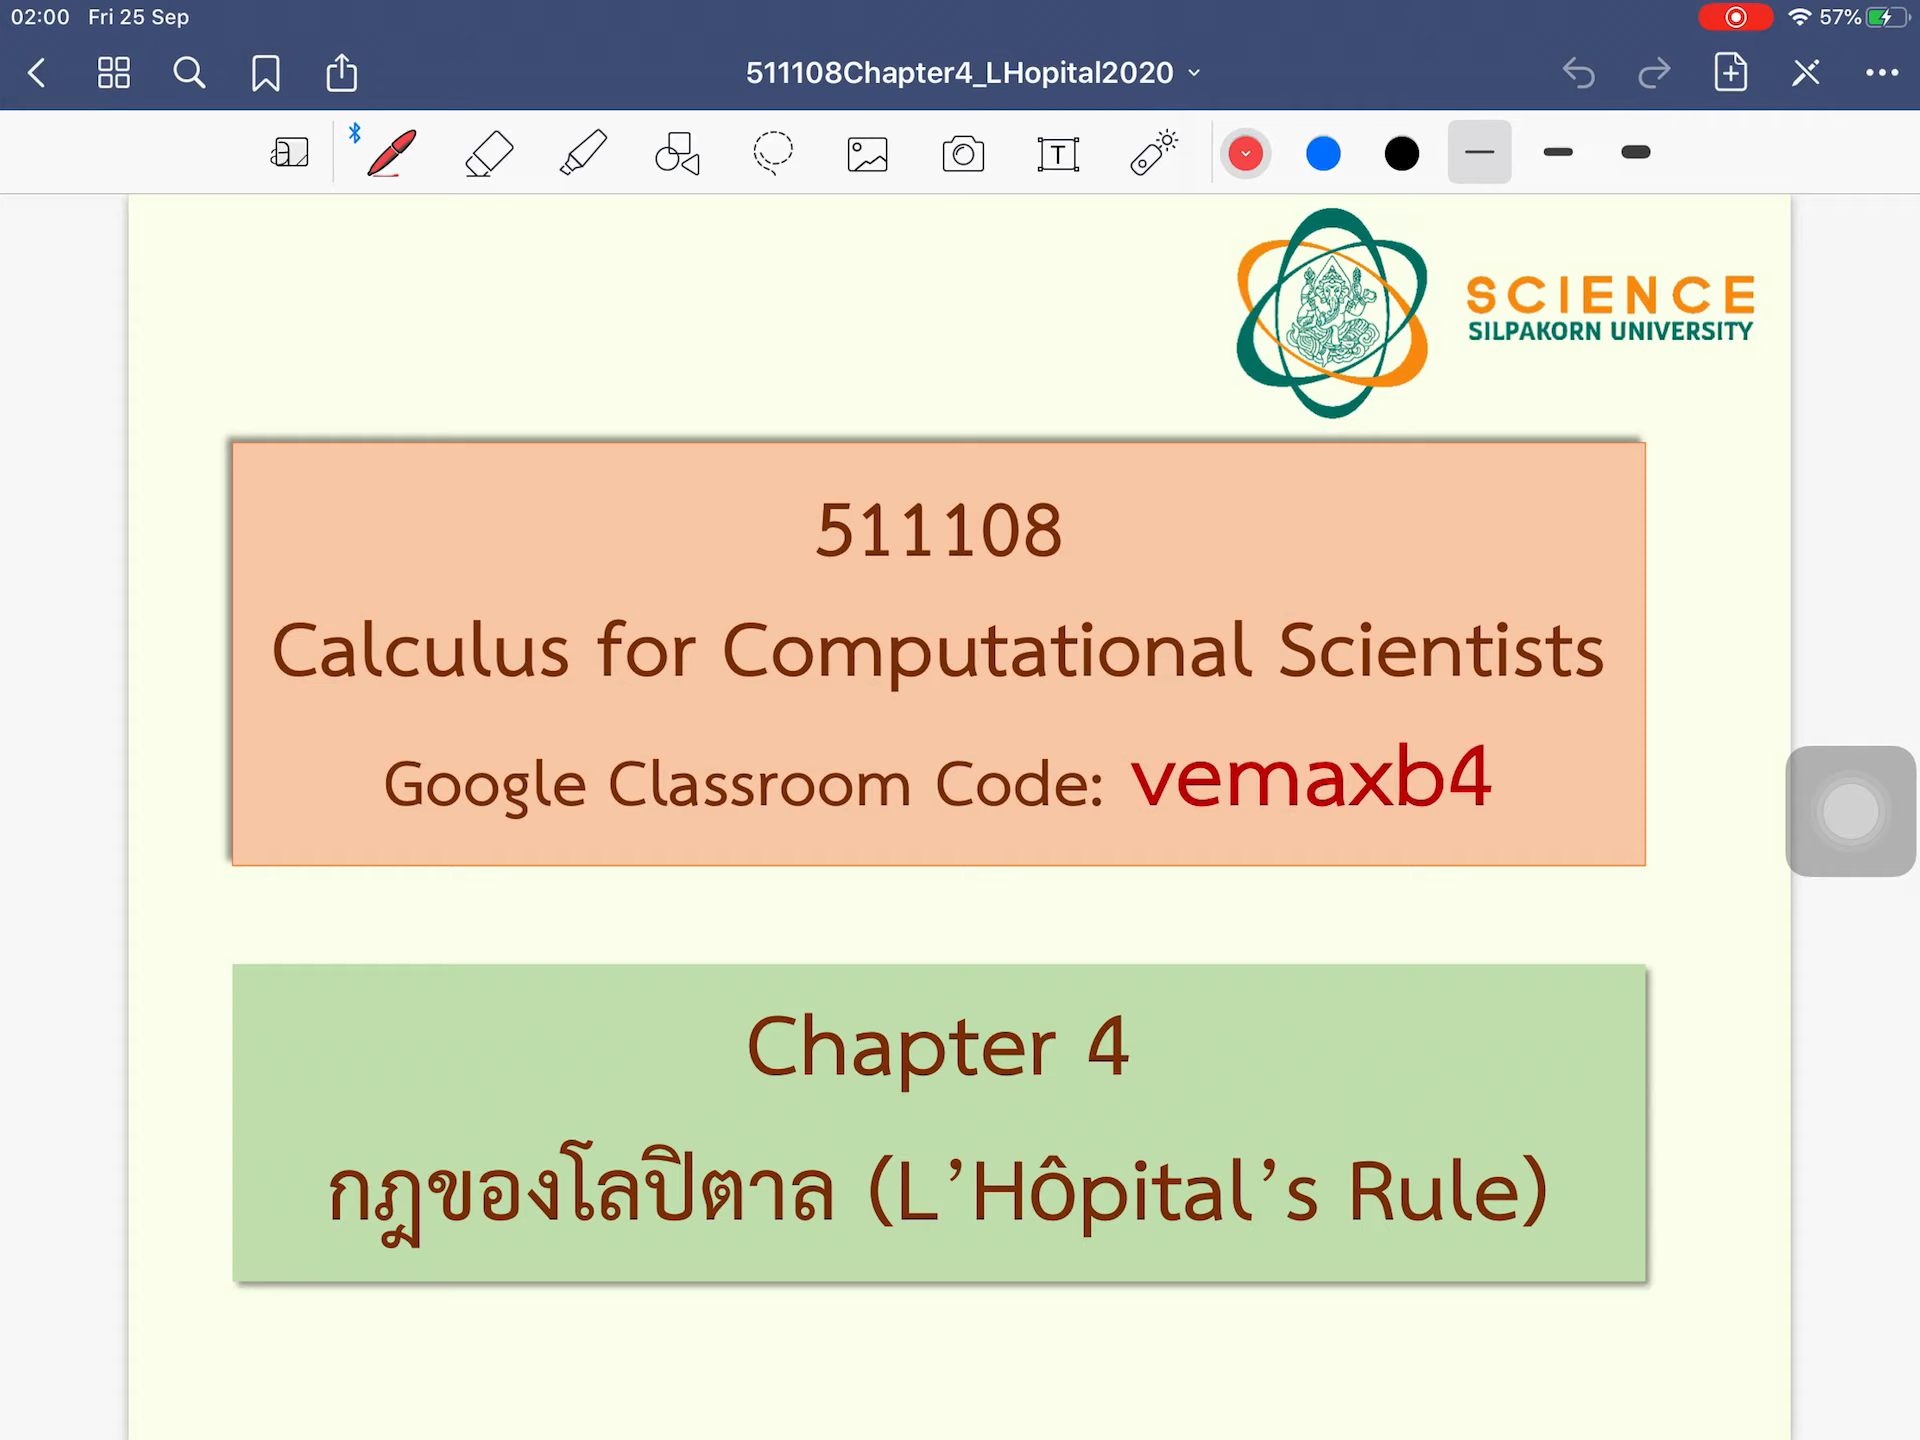 02:00 Fri 25 Sep 57%
511108Chapter4_LHopital2020
a T
SCIENCE
SILPAKORN UNIVERSITY
511108
Calculus for Computational Scientists
Google Classroom Code: vemaxb4
Chapter 4
กฎของโลปิตาล (L’Hôpital’s Rule)